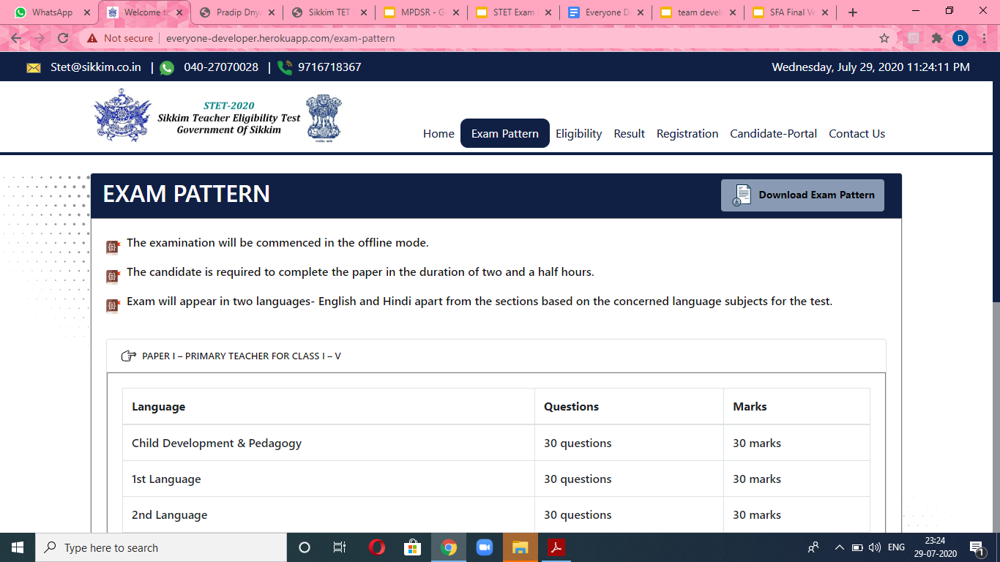 WhatsApp
Welcome to
Pradip Dnya
Sikkim TET
MPDSR - G
STET Exam
Everyone D
team devel
SFA Final Ve
Not secure
everyone-developer.herokuapp.com/exam-pattern
D
Stet@sikkim.co.in | 040-27070028 | 9716718367
Wednesday, July 29, 2020 11:24:11 PM
STET-2020
Sikkim Teacher Eligibility Test
Government Of Sikkim
Home Exam Pattern Eligibility Result Registration Candidate-Portal Contact Us
EXAM PATTERN
Download Exam Pattern
The examination will be commenced in the offline mode.
The candidate is required to complete the paper in the duration of two and a half hours.
Exam will appear in two languages- English and Hindi apart from the sections based on the concerned language subjects for the test.
PAPER I – PRIMARY TEACHER FOR CLASS I – V
Language Questions Marks
Child Development & Pedagogy 30 questions 30 marks
1st Language 30 questions 30 marks
2nd Language 30 questions 30 marks
Type here to search
ENG
23:24
29-07-2020
1